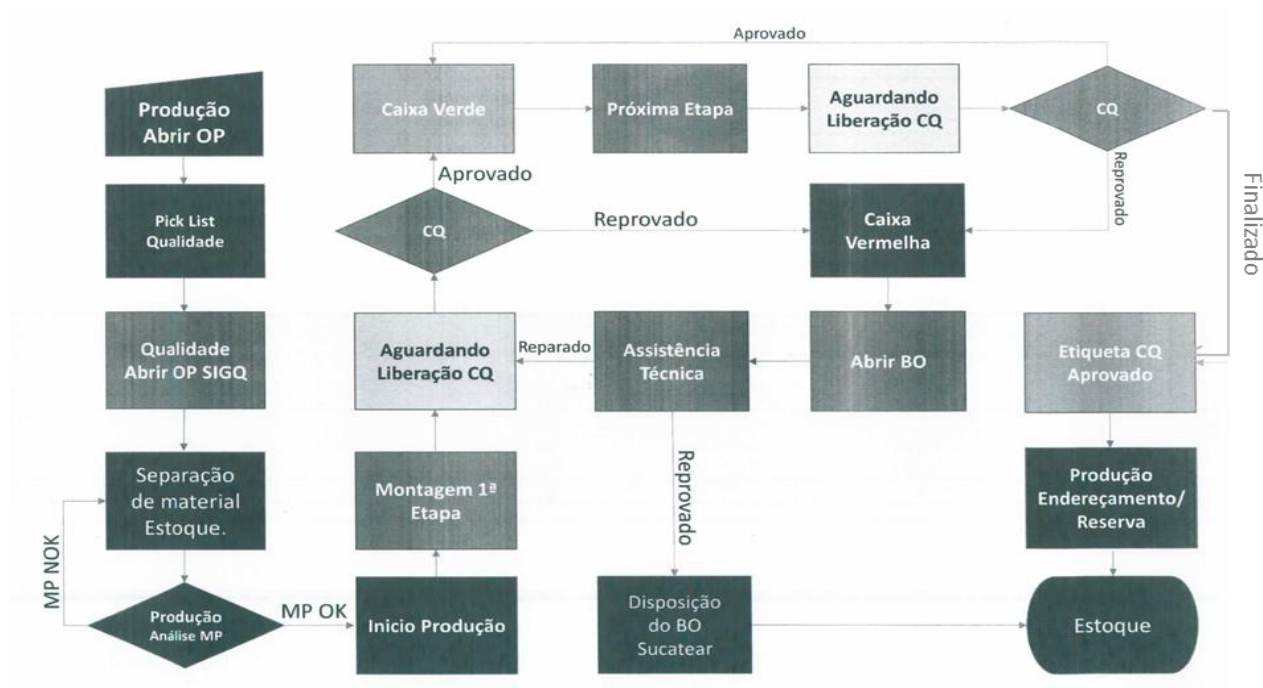 Aprovado
Produção
Abrir OP
Caixa Verde
Próxima Etapa
Aguardando
Liberação CQ
CQ
Aprovado
Reprovado
Finalizado
Pick List
Qualidade
CQ
Reprovado
Caixa
Vermelha
Qualidade
Abrir OP SIGQ
Aguardando
Liberação CQ
Reparado
Assistência
Técnica
Abrir BO
Etiqueta CQ
Aprovado
Separação
de material
Estoque.
Montagem 1ª
Etapa
Reprovado
Produção
Endereçamento/
Reserva
MP NOK
Produção
Análise MP
MP OK
Inicio Produção
Disposição
do BO
Sucatear
Estoque